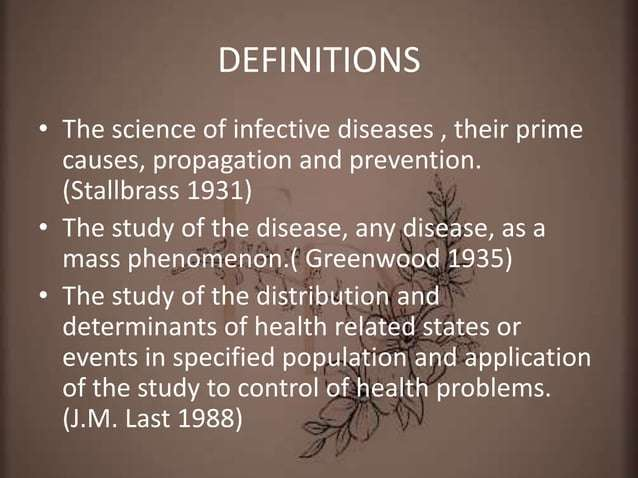 DEFINITIONS
• The science of infective diseases , their prime
causes, propagation and prevention.
(Stallbrass 1931)
• The study of the disease, any disease, as a
mass phenomenon.( Greenwood 1935)
• The study of the distribution and
determinants of health related states or
events in specified population and application
of the study to control of health problems.
(J.M. Last 1988)